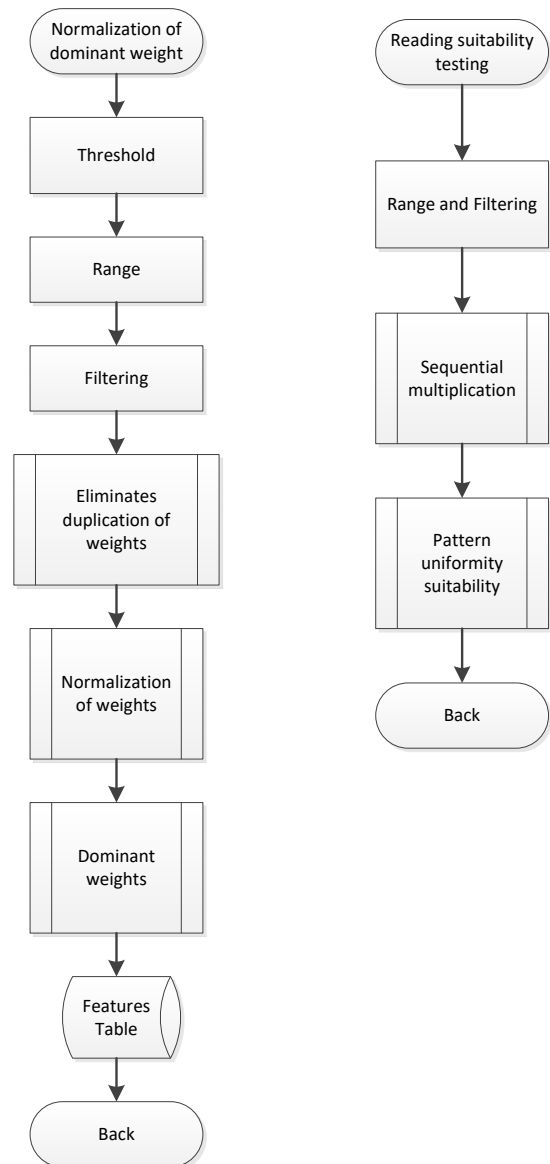 Normalization of
dominant weight
Threshold
Range
Filtering
Eliminates
duplication of
weights
Normalization
of weights
Dominant
weights
Features
Table
Back
Reading suitability
testing
Range and Filtering
Sequential
multiplication
Pattern
uniformity
suitability
Back